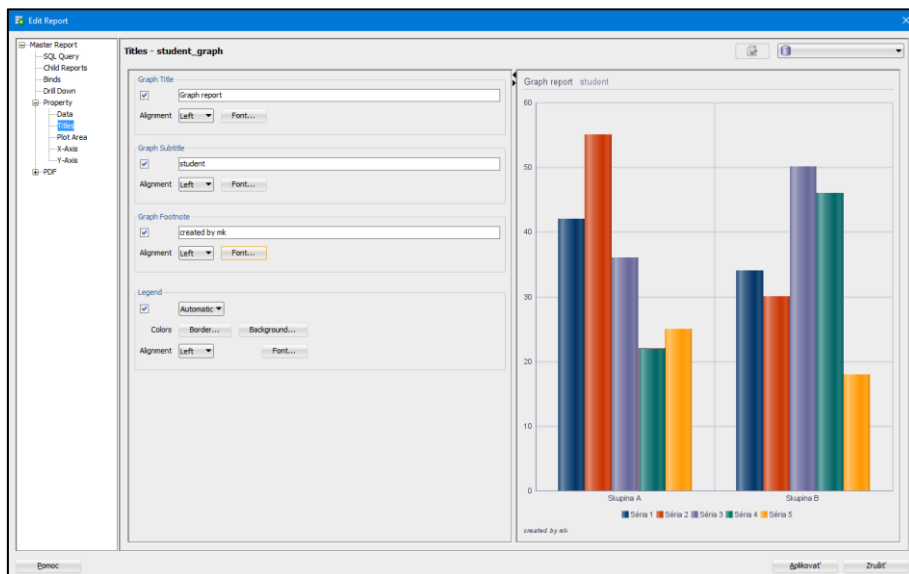 Edit Report
Master Report
SQL Query
Child Reports
Binds
Drill Down
Property
Data
Titles
Plot Area
X-Axis
Y-Axis
PDF
Titles - student_graph
Graph Title
Graph report
Alignment Left Font...
Graph Subtitle
student
Alignment Left Font...
Graph Footnote
created by mk
Alignment Left Font...
Legend
Automatic
Colors Border... Background...
Alignment Left Font...
Graph report student
60
50
40
30
20
10
0
Skupina A Skupina B
Séria 1 Séria 2 Séria 3 Séria 4 Séria 5
created by mk
Pomoc Aplikovať Zrušiť